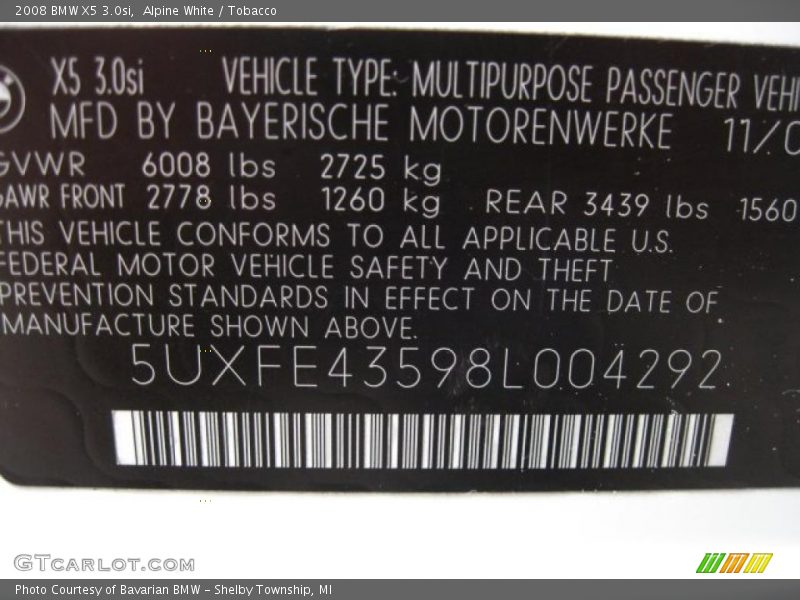 2008 BMW X5 3.0si, Alpine White / Tobacco
X5 3.0si VEHICLE TYPE: MULTIPURPOSE PASSENGER VEHI
MFD BY BAYERISCHE MOTORENWERKE 11/0
GVWR 6008 lbs 2725 kg
GAWR FRONT 2778 lbs 1260 kg REAR 3439 lbs 1560
THIS VEHICLE CONFORMS TO ALL APPLICABLE U.S.
FEDERAL MOTOR VEHICLE SAFETY AND THEFT
PREVENTION STANDARDS IN EFFECT ON THE DATE OF
MANUFACTURE SHOWN ABOVE.
5UXFE43598L004292
GTCARLOT.COM
Photo Courtesy of Bavarian BMW - Shelby Township, MI